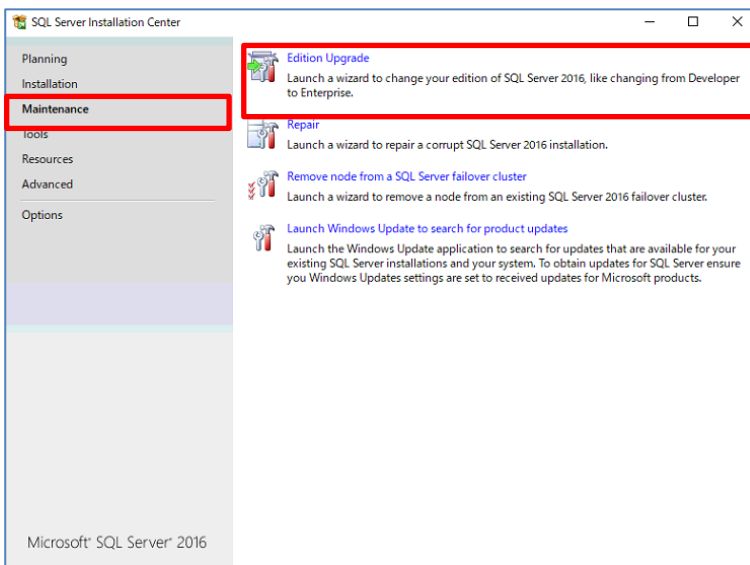 SQL Server Installation Center
Planning
Installation
Maintenance
Tools
Resources
Advanced
Options
Edition Upgrade
Launch a wizard to change your edition of SQL Server 2016, like changing from Developer
to Enterprise.
Repair
Launch a wizard to repair a corrupt SQL Server 2016 installation.
Remove node from a SQL Server failover cluster
Launch a wizard to remove a node from an existing SQL Server 2016 failover cluster.
Launch Windows Update to search for product updates
Launch the Windows Update application to search for updates that are available for your
existing SQL Server installations and your system. To obtain updates for SQL Server ensure
you Windows Updates settings are set to received updates for Microsoft products.
Microsoft® SQL Server® 2016